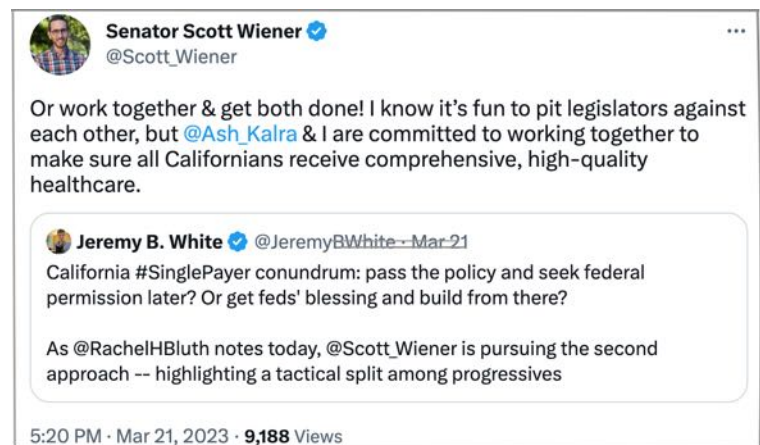 Senator Scott Wiener
@Scott_Wiener
Or work together & get both done! I know it's fun to pit legislators against
each other, but @Ash_Kalra & I are committed to working together to
make sure all Californians receive comprehensive, high-quality
healthcare.
Jeremy B. White @JeremyBWhite · Mar 21
California #SinglePayer conundrum: pass the policy and seek federal
permission later? Or get feds' blessing and build from there?
As @RachelHBluth notes today, @Scott_Wiener is pursuing the second
approach -- highlighting a tactical split among progressives
5:20 PM · Mar 21, 2023 · 9,188 Views